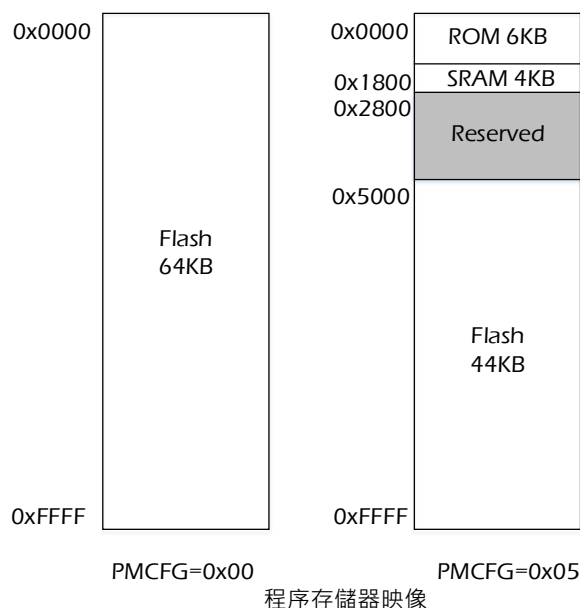 0x0000
Flash
64KB
0xFFFF
PMCFG=0x00
0x0000
ROM 6KB
0x1800
SRAM 4KB
0x2800
Reserved
0x5000
Flash
44KB
0xFFFF
PMCFG=0x05
程序存儲器映像